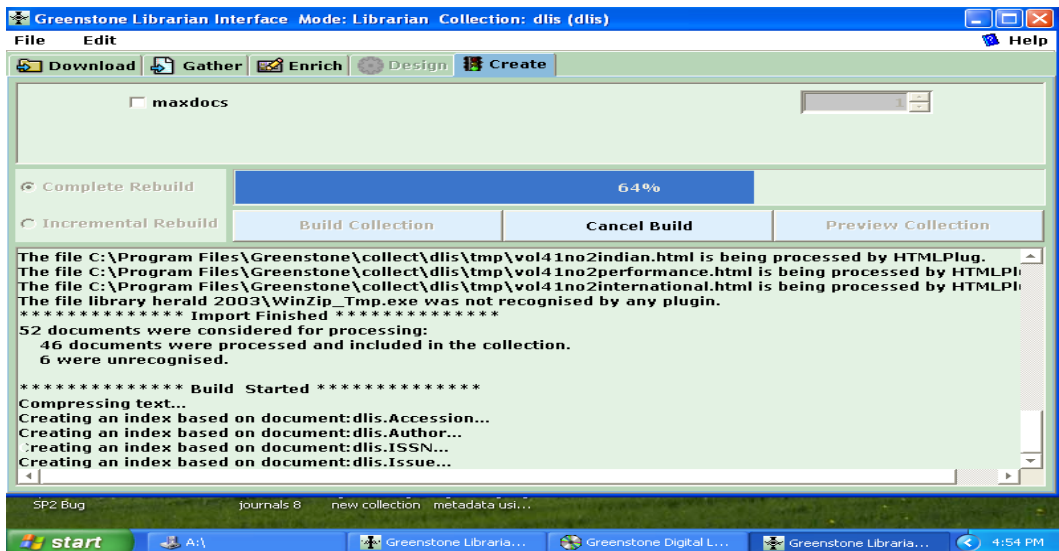 Greenstone Librarian Interface  Mode: Librarian  Collection: dlis (dlis)
File Edit Help
Download Gather Enrich Design Create
maxdocs 1
Complete Rebuild 64%
Incremental Rebuild Build Collection Cancel Build Preview Collection
The file C:\Program Files\Greenstone\collect\dlis\tmp\vol41no2indian.html is being processed by HTMLPlug.
The file C:\Program Files\Greenstone\collect\dlis\tmp\vol41no2performance.html is being processed by HTMLPl
The file C:\Program Files\Greenstone\collect\dlis\tmp\vol41no2international.html is being processed by HTMLPl
The file library herald 2003\WinZip_Tmp.exe was not recognised by any plugin.
************** Import Finished **************
52 documents were considered for processing:
46 documents were processed and included in the collection.
6 were unrecognised.
************** Build Started **************
Compressing text...
Creating an index based on document:dlis.Accession...
Creating an index based on document:dlis.Author...
Creating an index based on document:dlis.ISSN...
Creating an index based on document:dlis.Issue...
SP2 Bug journals 8 new collection metadata usi...
start A:\ Greenstone Libraria... Greenstone Digital L... Greenstone Libraria... 4:54 PM